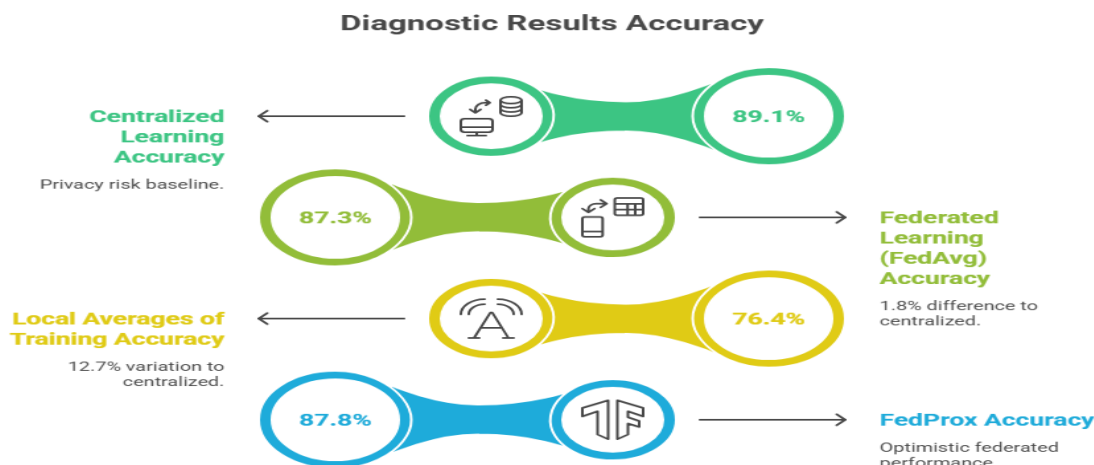 Diagnostic Results Accuracy
Centralized
Learning
Accuracy
Privacy risk baseline.
89.1%
87.3%
Federated
Learning
(FedAvg)
Accuracy
1.8% difference to
centralized.
Local Averages of
Training Accuracy
12.7% variation to
centralized.
76.4%
87.8%
FedProx Accuracy
Optimistic federated
performance